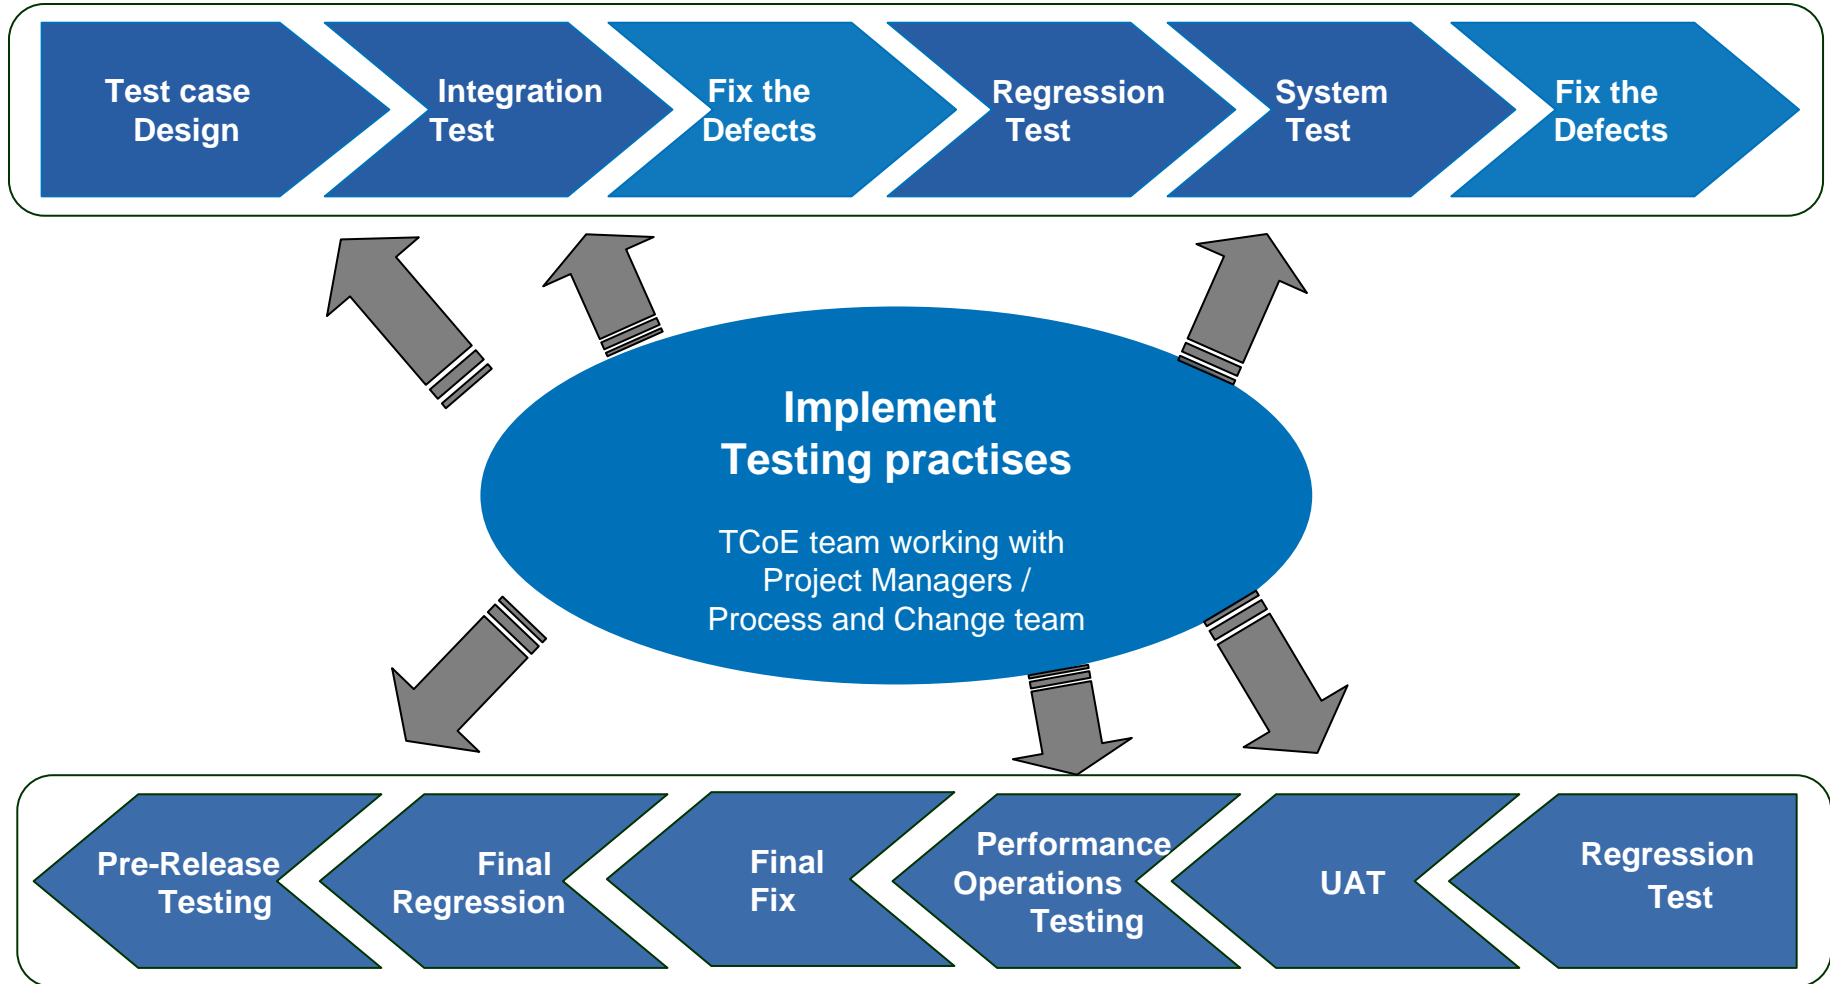 Test case
Design
Integration
Test
Fix the
Defects
Regression
Test
System
Test
Fix the
Defects
Implement
Testing practises
TCoE team working with
Project Managers /
Process and Change team
Pre-Release
Testing
Final
Regression
Final
Fix
Performance
Operations
Testing
UAT
Regression
Test